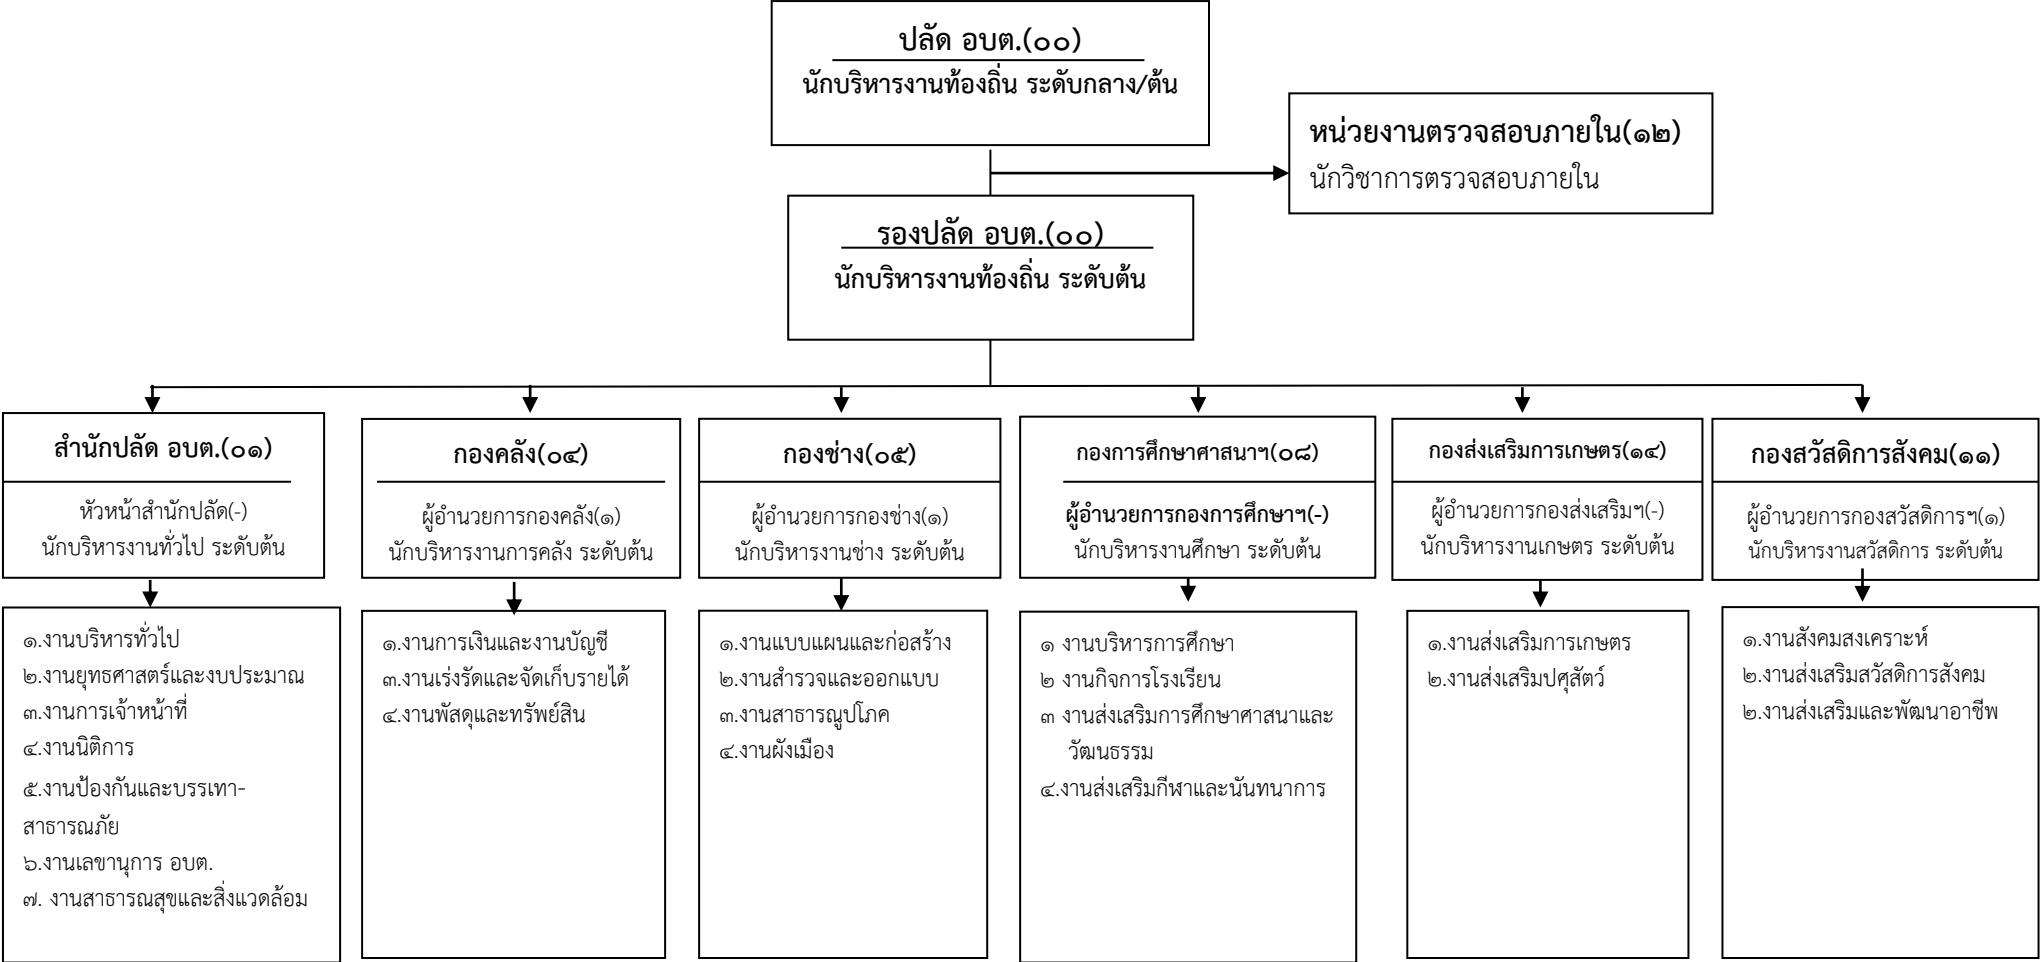 ปลัด อบต.(๐๐)
นักบริหารงานท้องถิ่น ระดับกลาง/ต้น
หน่วยงานตรวจสอบภายใน(๑๒)
นักวิชาการตรวจสอบภายใน
รองปลัด อบต.(๐๐)
นักบริหารงานท้องถิ่น ระดับต้น
สำนักปลัด อบต.(๐๑)
หัวหน้าสำนักปลัด(-)
นักบริหารงานทั่วไป ระดับต้น
กองคลัง(๐๔)
ผู้อำนวยการกองคลัง(๑)
นักบริหารงานการคลัง ระดับต้น
กองช่าง(๐๕)
ผู้อำนวยการกองช่าง(๑)
นักบริหารงานช่าง ระดับต้น
กองการศึกษาศาสนาฯ(๐๘)
ผู้อำนวยการกองการศึกษาฯ(-)
นักบริหารงานศึกษา ระดับต้น
กองส่งเสริมการเกษตร(๑๔)
ผู้อำนวยการกองส่งเสริมฯ(-)
นักบริหารงานเกษตร ระดับต้น
กองสวัสดิการสังคม(๑๑)
ผู้อำนวยการกองสวัสดิการฯ(๑)
นักบริหารงานสวัสดิการ ระดับต้น
๑.งานบริหารทั่วไป
๒.งานยุทธศาสตร์และงบประมาณ
๓.งานการเจ้าหน้าที่
๔.งานนิติการ
๕.งานป้องกันและบรรเทา-
สาธารณภัย
๖.งานเลขานุการ อบต.
๗. งานสาธารณสุขและสิ่งแวดล้อม
๑.งานการเงินและงานบัญชี
๓.งานเร่งรัดและจัดเก็บรายได้
๔.งานพัสดุและทรัพย์สิน
๑.งานแบบแผนและก่อสร้าง
๒.งานสำรวจและออกแบบ
๓.งานสาธารณูปโภค
๔.งานผังเมือง
๑ งานบริหารการศึกษา
๒ งานกิจการโรงเรียน
๓ งานส่งเสริมการศึกษาศาสนาและ
วัฒนธรรม
๔.งานส่งเสริมกีฬาและนันทนาการ
๑.งานส่งเสริมการเกษตร
๒.งานส่งเสริมปศุสัตว์
๑.งานสังคมสงเคราะห์
๒.งานส่งเสริมสวัสดิการสังคม
๒.งานส่งเสริมและพัฒนาอาชีพ